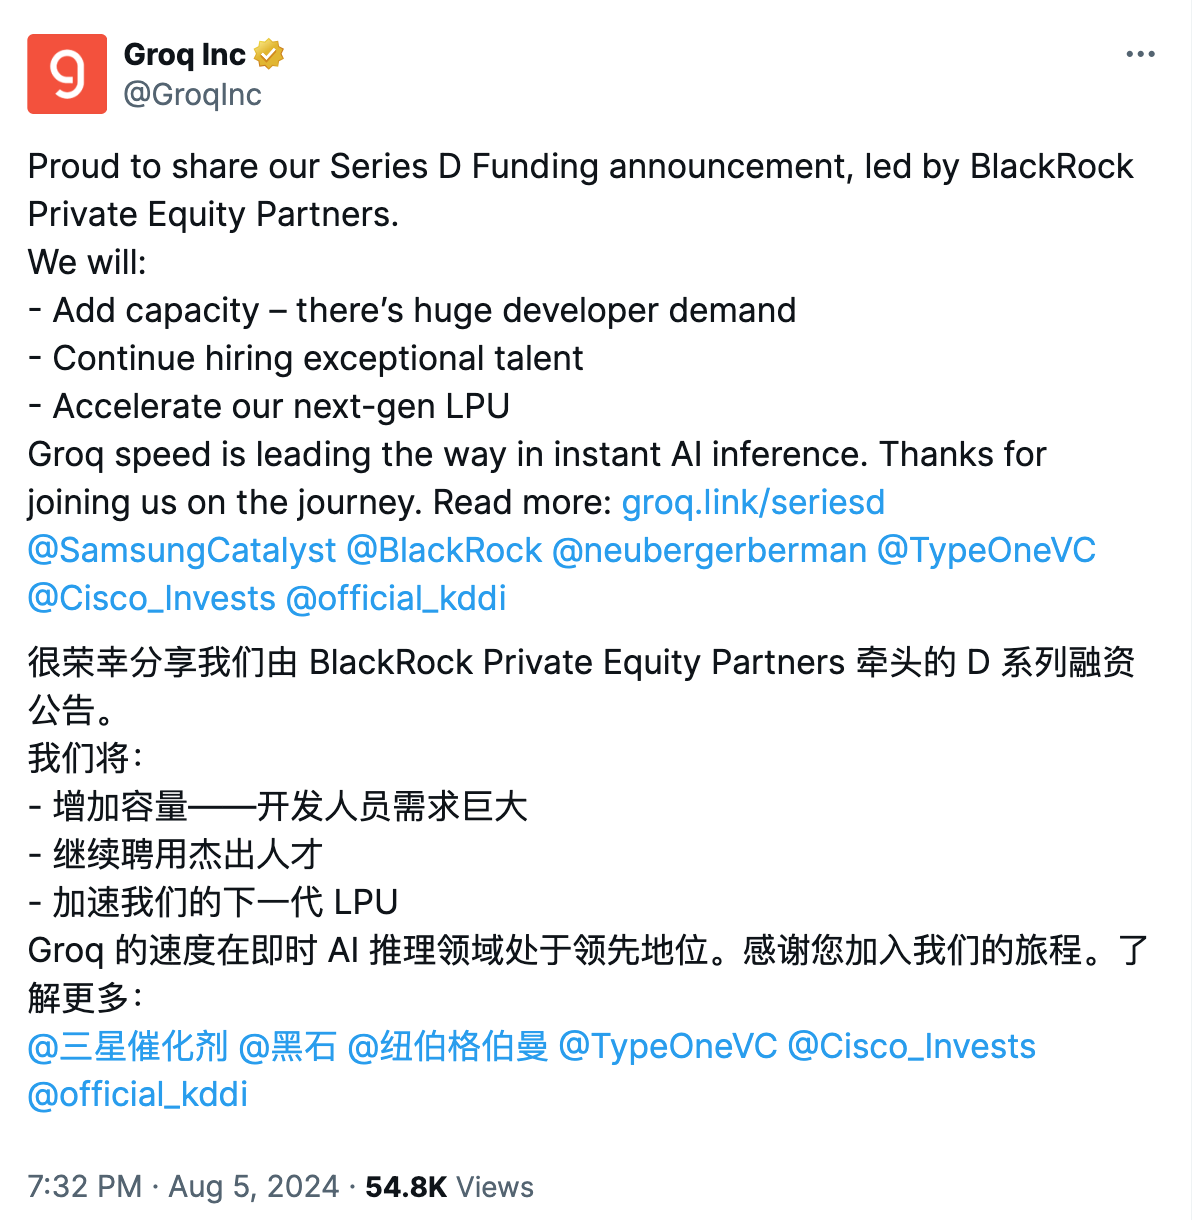 Groq Inc
@GroqInc
Proud to share our Series D Funding announcement, led by BlackRock
Private Equity Partners.
We will:
- Add capacity – there’s huge developer demand
- Continue hiring exceptional talent
- Accelerate our next-gen LPU
Groq speed is leading the way in instant AI inference. Thanks for
joining us on the journey. Read more: groq.link/seriesd
@SamsungCatalyst @BlackRock @neubergerberman @TypeOneVC
@Cisco_Invests @official_kddi
很荣幸分享我们由 BlackRock Private Equity Partners 牵头的 D 系列融资
公告。
我们将：
- 增加容量——开发人员需求巨大
- 继续聘用杰出人才
- 加速我们的下一代 LPU
Groq 的速度在即时 AI 推理领域处于领先地位。感谢您加入我们的旅程。了
解更多：
@三星催化剂 @黑石 @纽伯格伯曼 @TypeOneVC @Cisco_Invests
@official_kddi
7:32 PM · Aug 5, 2024 · 54.8K Views